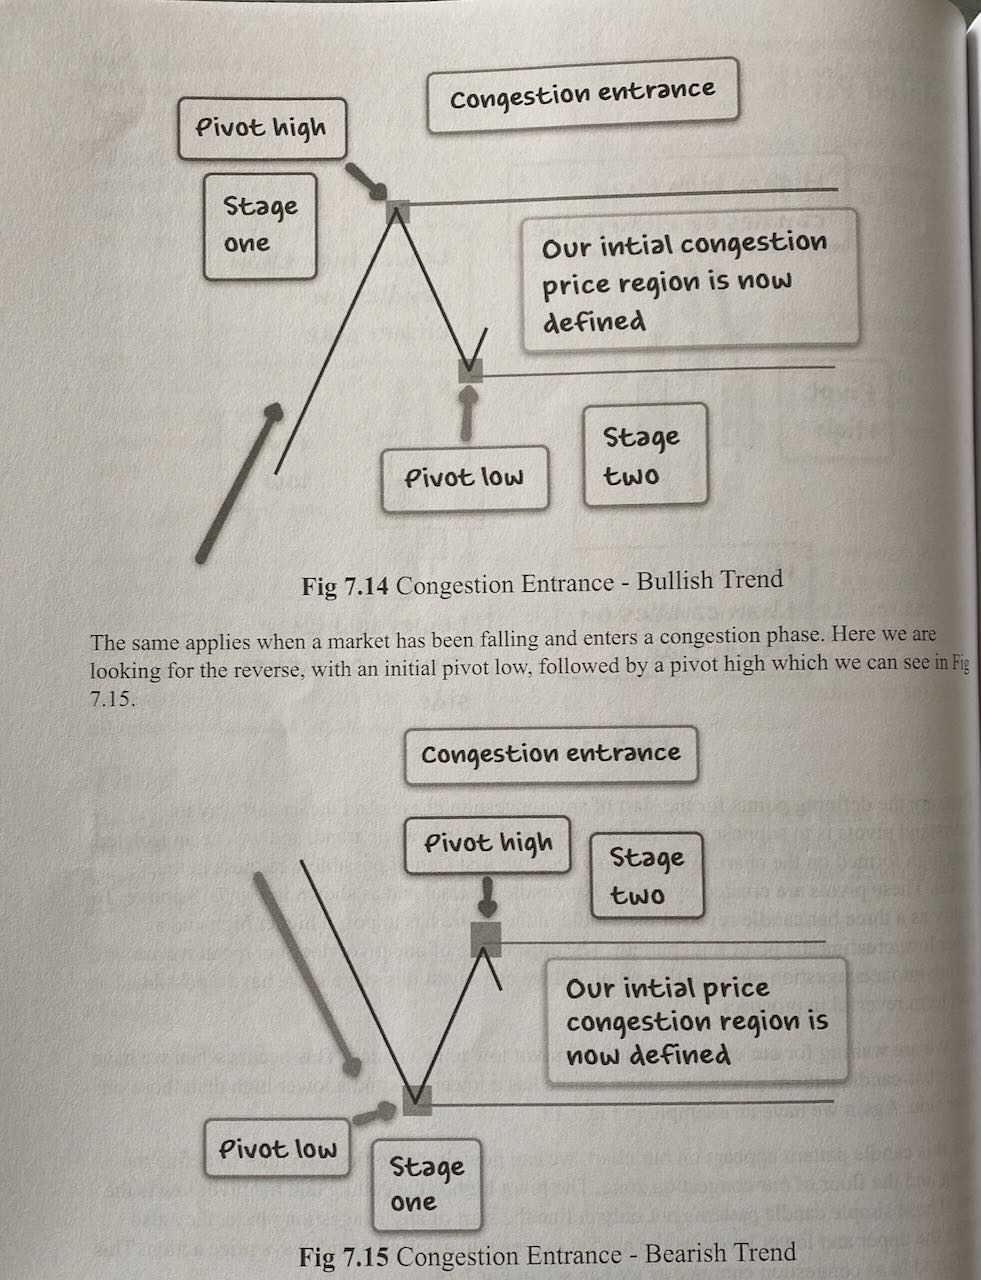 Congestion entrance
Pivot high
Stage
one
Our intial congestion
price region is now
defined
Stage
two
Pivot low
Fig 7.14 Congestion Entrance - Bullish Trend
The same applies when a market has been falling and enters a congestion phase. Here we are
looking for the reverse, with an initial pivot low, followed by a pivot high which we can see in Fig
7.15.
Congestion entrance
Pivot high
Stage
two
Our intial price
congestion region is
now defined
Pivot low
Stage
one
Fig 7.15 Congestion Entrance - Bearish Trend